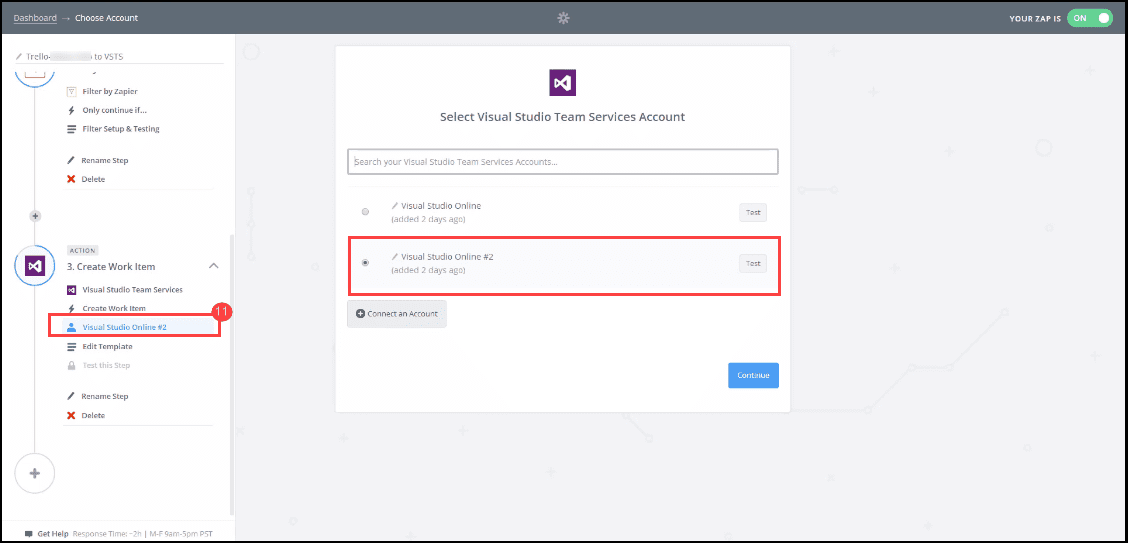 Dashboard → Choose Account
YOUR ZAP IS ON
Trello- to VSTS
Filter by Zapier
Only continue if...
Filter Setup & Testing
Rename Step
Delete
ACTION
3. Create Work Item
Visual Studio Team Services
Create Work Item
11
Visual Studio Online #2
Edit Template
Test this Step
Rename Step
Delete
Get Help Response Time: ~2h | M-F 9am-5pm PST
Select Visual Studio Team Services Account
Search your Visual Studio Team Services Accounts...
Visual Studio Online
(added 2 days ago)
Test
Visual Studio Online #2
(added 2 days ago)
Test
Connect an Account
Continue